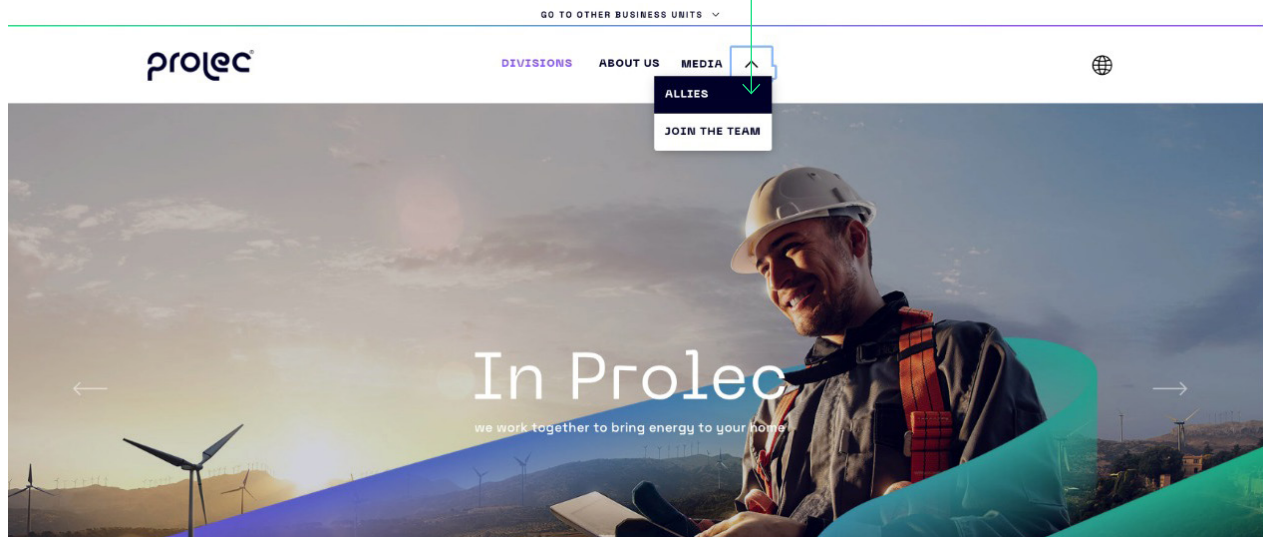 GO TO OTHER BUSINESS UNITS
prolec®
DIVISIONS ABOUT US MEDIA
ALLIES
JOIN THE TEAM
In Prolec
we work together to bring energy to your home